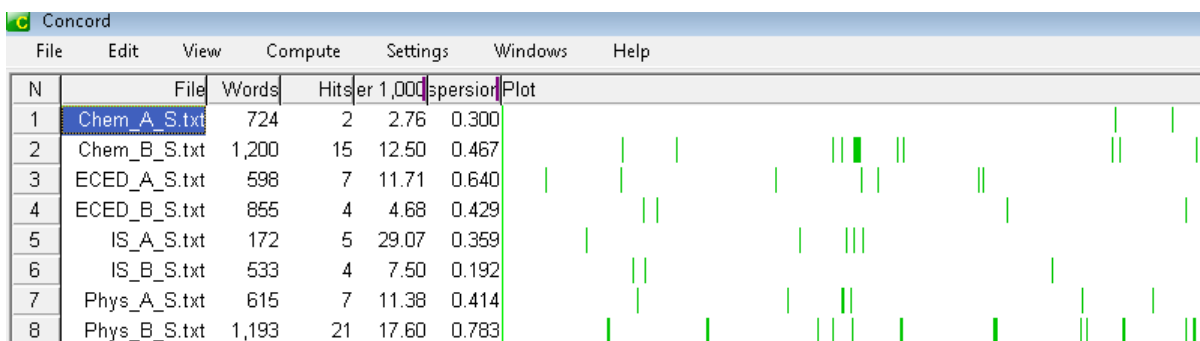 C Concord
File Edit View Compute Settings Windows Help
N File Words Hits er 1,000 spersion Plot
1 Chem_A_S.txt 724 2 2.76 0.300
2 Chem_B_S.txt 1,200 15 12.50 0.467
3 ECED_A_S.txt 598 7 11.71 0.640
4 ECED_B_S.txt 855 4 4.68 0.429
5 IS_A_S.txt 172 5 29.07 0.359
6 IS_B_S.txt 533 4 7.50 0.192
7 Phys_A_S.txt 615 7 11.38 0.414
8 Phys_B_S.txt 1,193 21 17.60 0.783